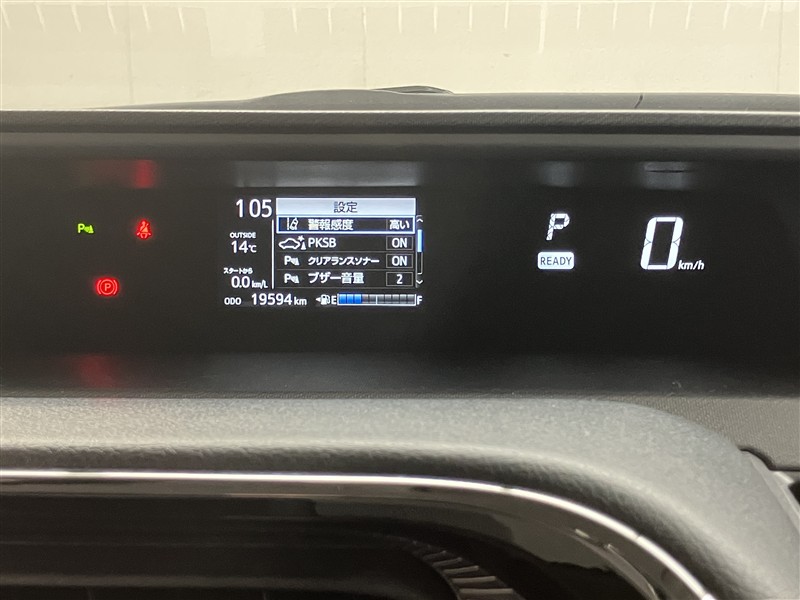 105
設定
警報感度 高い
OUTSIDE
14℃
PKSB ON
クリアランスソナー ON
スタートから
0.0 km/L
ブザー音量 2
ODO 19594 km
E F
P
READY
0 km/h
P
P